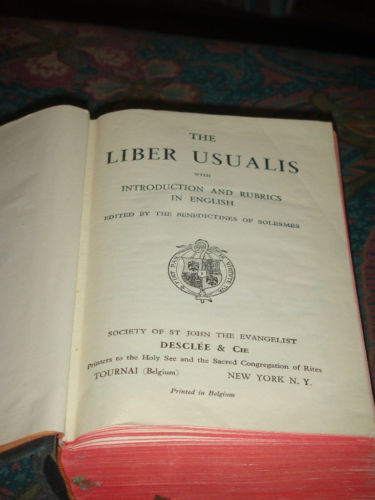 THE
LIBER USUALIS
WITH
INTRODUCTION AND RUBRICS
IN ENGLISH
EDITED BY THE BENEDICTINES OF SOLESMES
SOCIETY OF ST JOHN THE EVANGELIST
DESCLÉE & Cie
Printers to the Holy See and the Sacred Congregation of Rites
TOURNAI (Belgium) NEW YORK N. Y.
Printed in Belgium